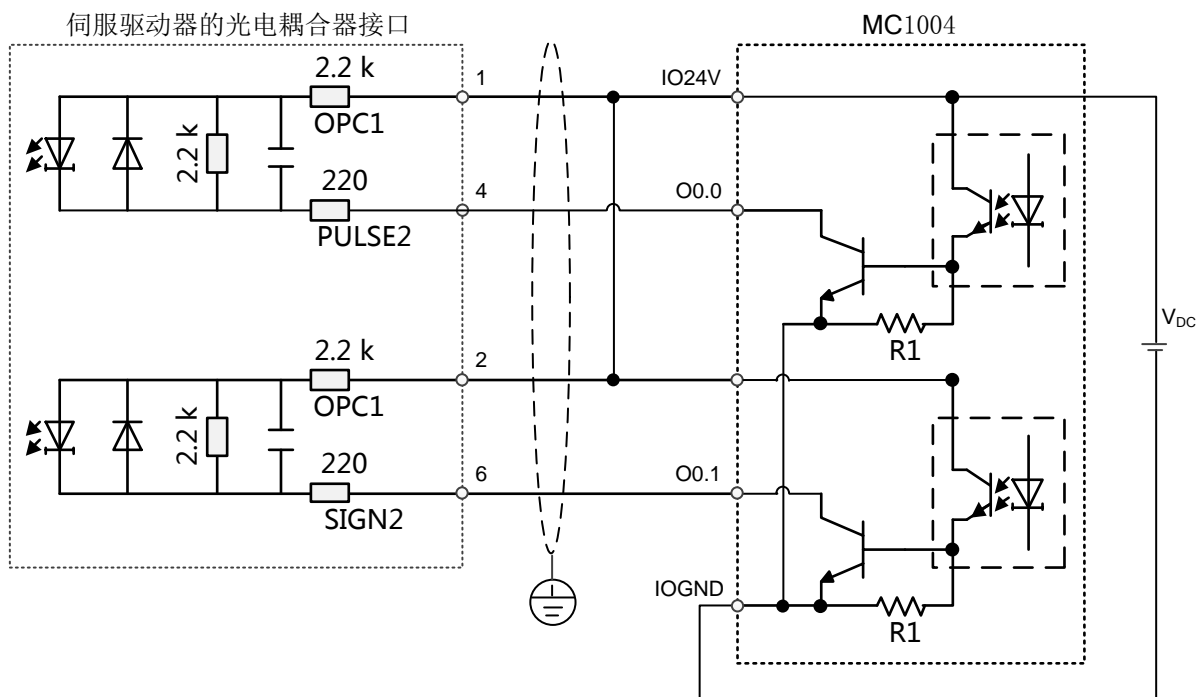 伺服驱动器的光电耦合器接口
MC1004
2.2 k
OPC1
1
IO24V
2.2 k
220
PULSE2
4
O0.0
R1
VDC
2.2 k
OPC1
2
2.2 k
220
SIGN2
6
O0.1
IOGND
R1